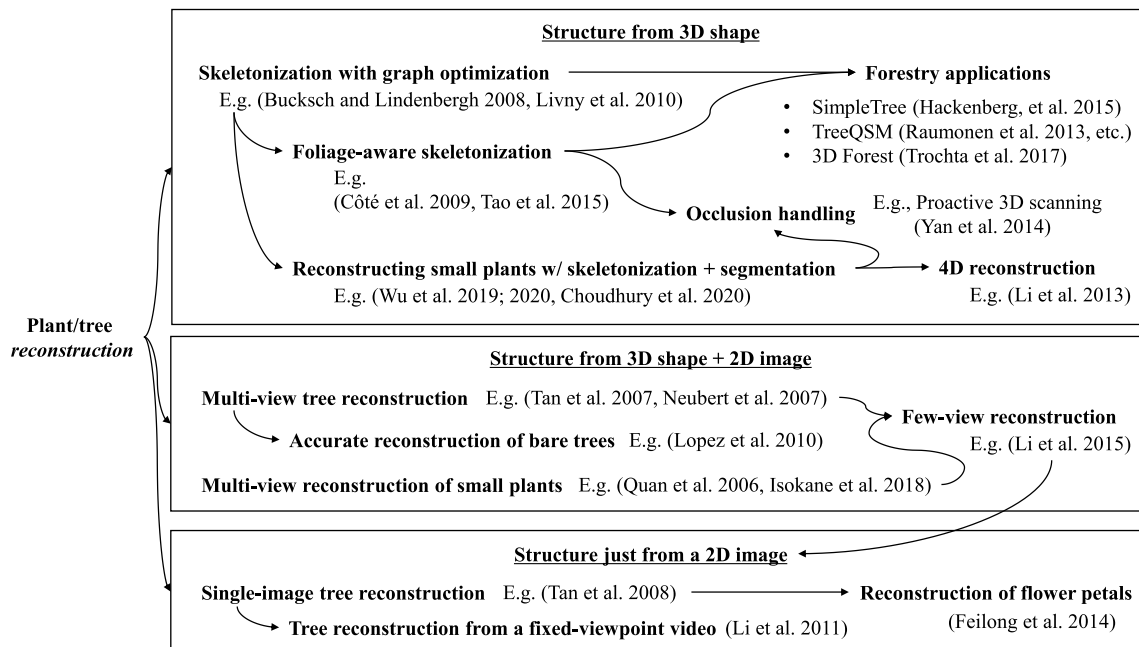 Structure from 3D shape
Skeletonization with graph optimization
E.g. (Bucksch and Lindenbergh 2008, Livny et al. 2010)
Forestry applications
• SimpleTree (Hackenberg, et al. 2015)
• TreeQSM (Raumonen et al. 2013, etc.)
• 3D Forest (Trochta et al. 2017)
Foliage-aware skeletonization
E.g.
(Côté et al. 2009, Tao et al. 2015)
Occlusion handling
E.g., Proactive 3D scanning
(Yan et al. 2014)
Reconstructing small plants w/ skeletonization + segmentation
E.g. (Wu et al. 2019; 2020, Choudhury et al. 2020)
4D reconstruction
E.g. (Li et al. 2013)
Plant/tree
reconstruction
Structure from 3D shape + 2D image
Multi-view tree reconstruction E.g. (Tan et al. 2007, Neubert et al. 2007)
Accurate reconstruction of bare trees E.g. (Lopez et al. 2010)
Multi-view reconstruction of small plants E.g. (Quan et al. 2006, Isokane et al. 2018)
Few-view reconstruction
E.g. (Li et al. 2015)
Structure just from a 2D image
Single-image tree reconstruction E.g. (Tan et al. 2008)
Tree reconstruction from a fixed-viewpoint video (Li et al. 2011)
Reconstruction of flower petals
(Feilong et al. 2014)